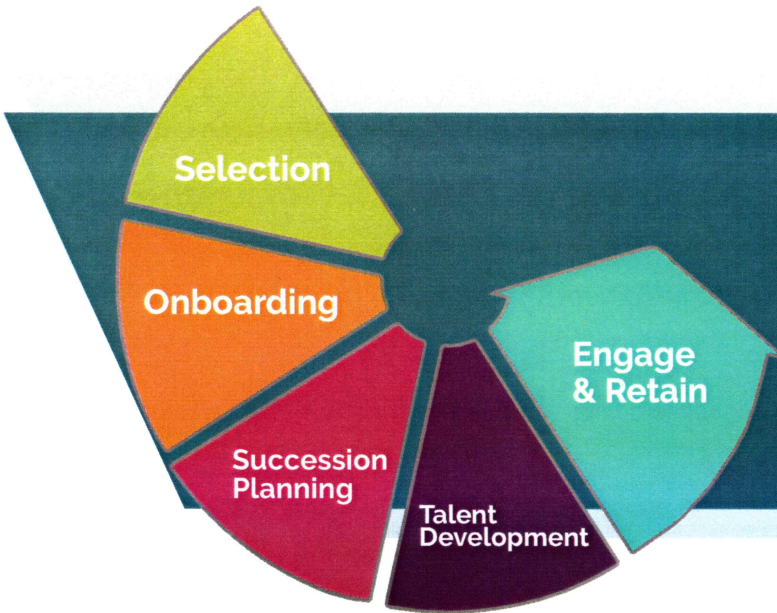 Selection
Onboarding
Succession
Planning
Talent
Development
Engage
& Retain